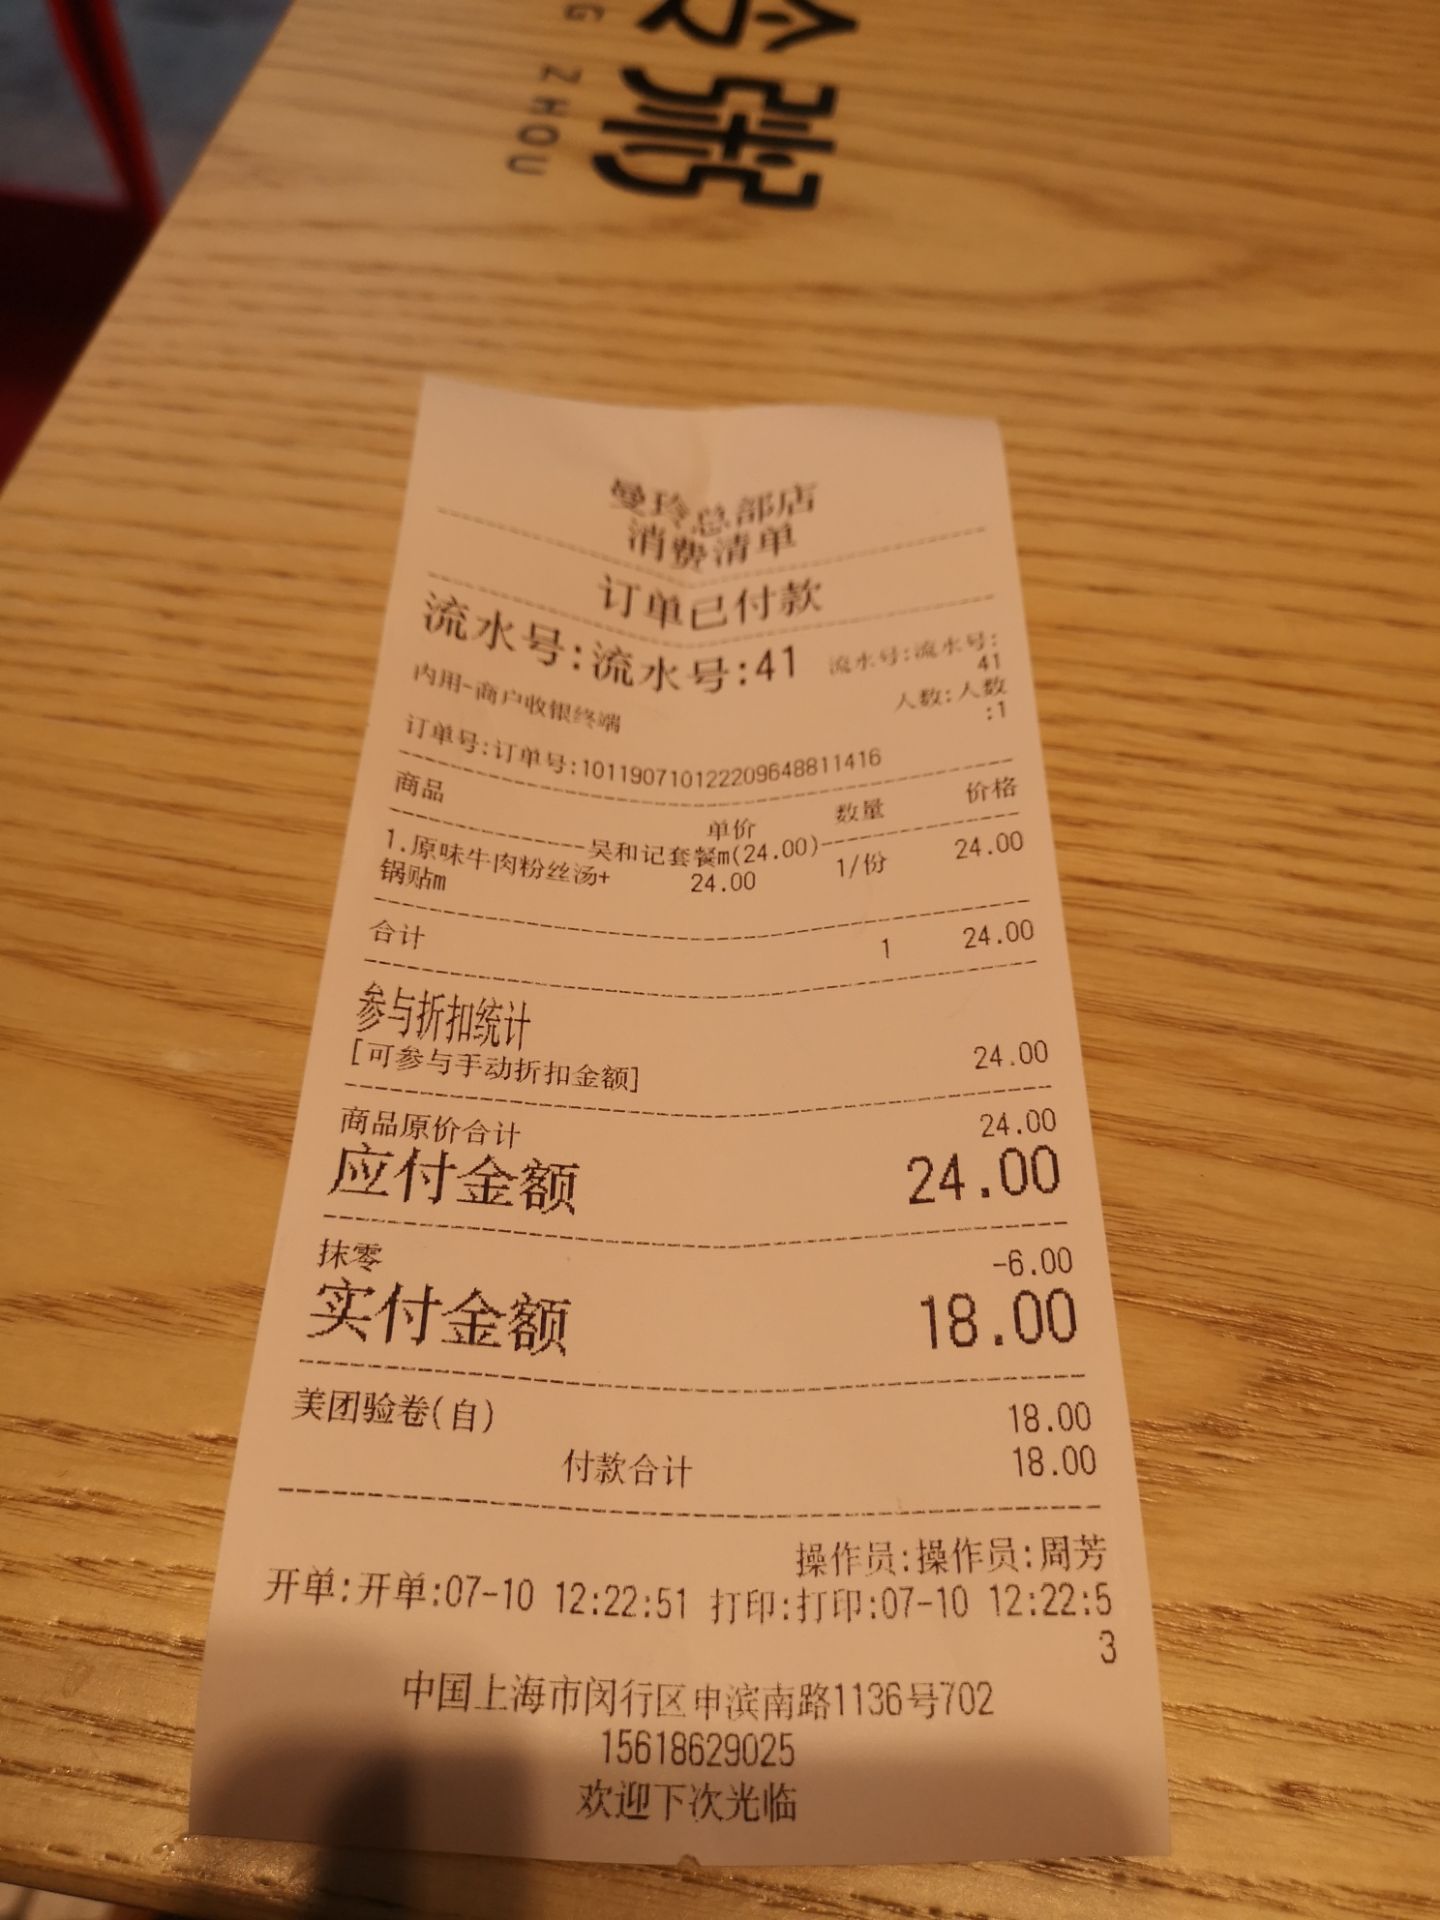 粥
G ZHOU
曼玲总部店
消费清单
订单已付款
流水号:流水号:41 流水号:流水号:
41
内用-商户收银终端 人数:人数
:1
订单号:订单号:101190710122209648811416
商品 单价 数量 价格
吴和记套餐m(24.00)
1.原味牛肉粉丝汤+ 24.00 1/份 24.00
锅贴m
合计 1 24.00
参与折扣统计
[可参与手动折扣金额] 24.00
商品原价合计 24.00
应付金额 24.00
抹零 -6.00
实付金额 18.00
美团验卷(自) 18.00
付款合计 18.00
操作员:操作员:周芳
开单:开单:07-10 12:22:51 打印:打印:07-10 12:22:5
3
中国上海市闵行区申滨南路1136号702
15618629025
欢迎下次光临